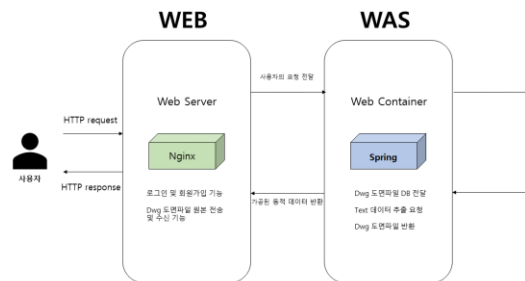 WEB
WAS
사용자의 요청 전달
Web Server
Web Container
HTTP request
Nginx
Spring
사용자
HTTP response
로그인 및 회원가입 기능
Dwg 도면파일 원본 전송
및 수신 기능
가공된 동적 데이터 반환
Dwg 도면파일 DB 전달
Text 데이터 추출 요청
Dwg 도면파일 반환